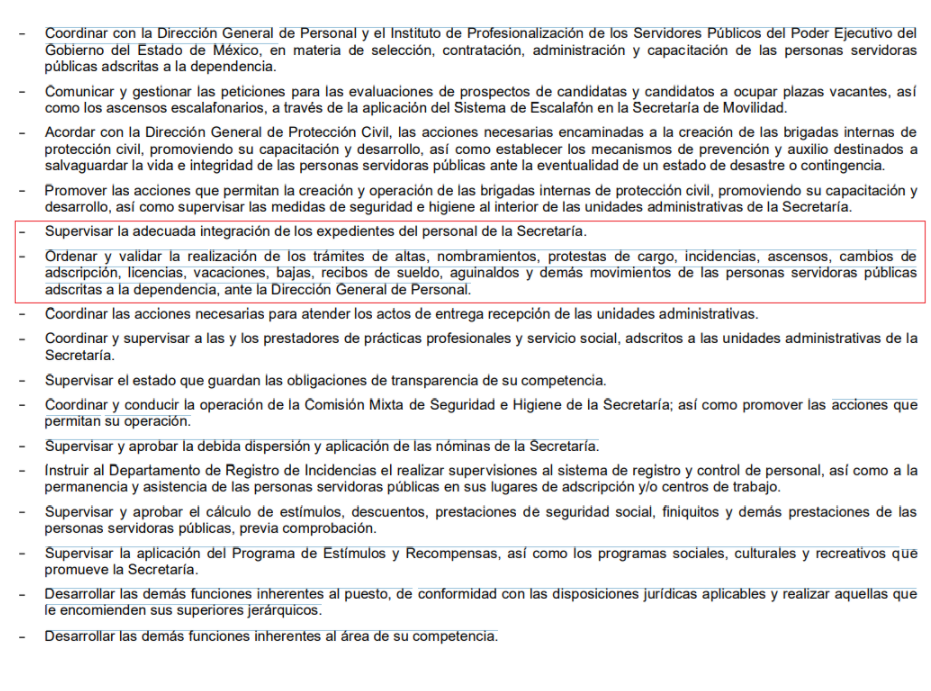 - Coordinar con la Dirección General de Personal y el Instituto de Profesionalización de los Servidores Públicos del Poder Ejecutivo del
Gobierno del Estado de México, en materia de selección, contratación, administración y capacitación de las personas servidoras
públicas adscritas a la dependencia.
- Comunicar y gestionar las peticiones para las evaluaciones de prospectos de candidatas y candidatos a ocupar plazas vacantes, así
como los ascensos escalafonarios, a través de la aplicación del Sistema de Escalafón en la Secretaría de Movilidad.
- Acordar con la Dirección General de Protección Civil, las acciones necesarias encaminadas a la creación de las brigadas internas de
protección civil, promoviendo su capacitación y desarrollo, así como establecer los mecanismos de prevención y auxilio destinados a
salvaguardar la vida e integridad de las personas servidoras públicas ante la eventualidad de un estado de desastre o contingencia.
- Promover las acciones que permitan la creación y operación de las brigadas internas de protección civil, promoviendo su capacitación y
desarrollo, así como supervisar las medidas de seguridad e higiene al interior de las unidades administrativas de la Secretaría.
- Supervisar la adecuada integración de los expedientes del personal de la Secretaría.
- Ordenar y validar la realización de los trámites de altas, nombramientos, protestas de cargo, incidencias, ascensos, cambios de
adscripción, licencias, vacaciones, bajas, recibos de sueldo, aguinaldos y demás movimientos de las personas servidoras públicas
adscritas a la dependencia, ante la Dirección General de Personal.
- Coordinar las acciones necesarias para atender los actos de entrega recepción de las unidades administrativas.
- Coordinar y supervisar a las y los prestadores de prácticas profesionales y servicio social, adscritos a las unidades administrativas de la
Secretaría.
- Supervisar el estado que guardan las obligaciones de transparencia de su competencia.
- Coordinar y conducir la operación de la Comisión Mixta de Seguridad e Higiene de la Secretaría; así como promover las acciones que
permitan su operación.
- Supervisar y aprobar la debida dispersión y aplicación de las nóminas de la Secretaría.
- Instruir al Departamento de Registro de Incidencias el realizar supervisiones al sistema de registro y control de personal, así como a la
permanencia y asistencia de las personas servidoras públicas en sus lugares de adscripción y/o centros de trabajo.
- Supervisar y aprobar el cálculo de estímulos, descuentos, prestaciones de seguridad social, finiquitos y demás prestaciones de las
personas servidoras públicas, previa comprobación.
- Supervisar la aplicación del Programa de Estímulos y Recompensas, así como los programas sociales, culturales y recreativos que
promueve la Secretaría.
- Desarrollar las demás funciones inherentes al puesto, de conformidad con las disposiciones jurídicas aplicables y realizar aquellas que
le encomienden sus superiores jerárquicos.
- Desarrollar las demás funciones inherentes al área de su competencia.